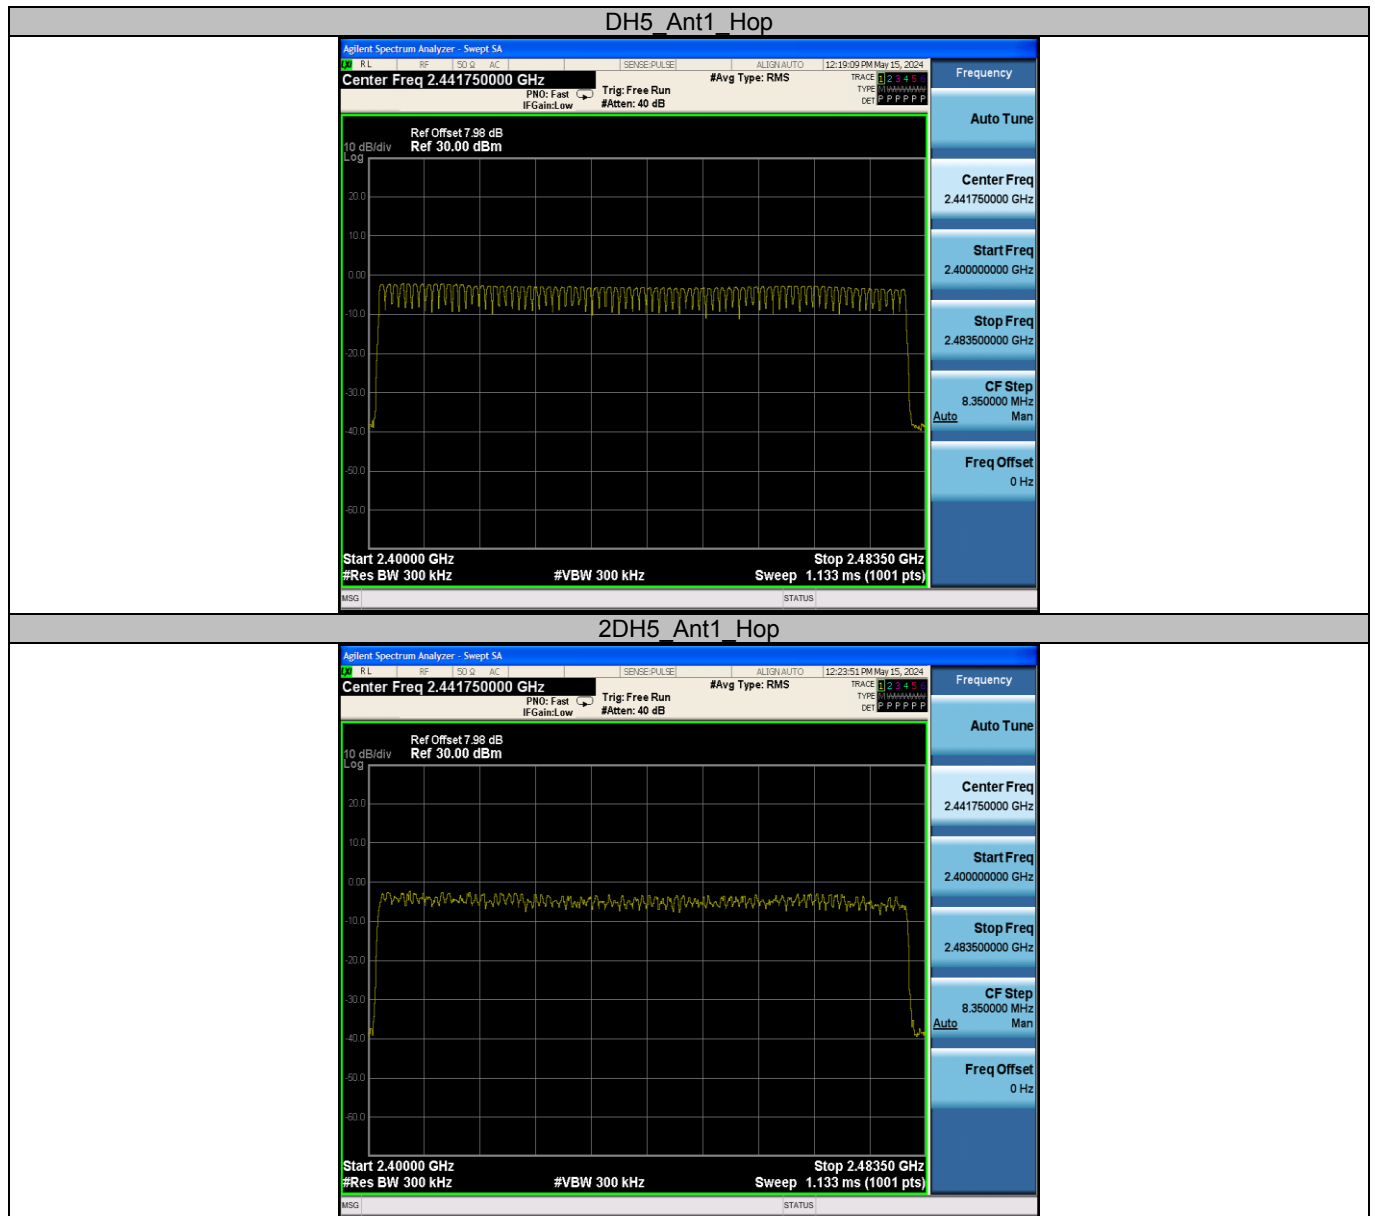 DH5_Ant1_Hop
Agilent Spectrum Analyzer - Swept SA
RL RF 50 Ω AC SENSE:PULSE ALIGN AUTO 12:19:09 PM May 15, 2024
Center Freq 2.441750000 GHz #Avg Type: RMS TRACE 1 2 3 4 5 6
PNO: Fast Trig: Free Run TYPE M
IFGain:Low #Atten: 40 dB DET P P P P P P
Frequency
Auto Tune
Ref Offset 7.98 dB
10 dB/div Ref 30.00 dBm
Log
20.0
10.0
0.00
-10.0
-20.0
-30.0
-40.0
-50.0
-60.0
Center Freq
2.441750000 GHz
Start Freq
2.400000000 GHz
Stop Freq
2.483500000 GHz
CF Step
8.350000 MHz
Auto Man
Freq Offset
0 Hz
Start 2.40000 GHz Stop 2.48350 GHz
#Res BW 300 kHz #VBW 300 kHz Sweep 1.133 ms (1001 pts)
MSG STATUS
2DH5_Ant1_Hop
Agilent Spectrum Analyzer - Swept SA
RL RF 50 Ω AC SENSE:PULSE ALIGN AUTO 12:23:51 PM May 15, 2024
Center Freq 2.441750000 GHz #Avg Type: RMS TRACE 1 2 3 4 5 6
PNO: Fast Trig: Free Run TYPE M
IFGain:Low #Atten: 40 dB DET P P P P P P
Frequency
Auto Tune
Ref Offset 7.98 dB
10 dB/div Ref 30.00 dBm
Log
20.0
10.0
0.00
-10.0
-20.0
-30.0
-40.0
-50.0
-60.0
Center Freq
2.441750000 GHz
Start Freq
2.400000000 GHz
Stop Freq
2.483500000 GHz
CF Step
8.350000 MHz
Auto Man
Freq Offset
0 Hz
Start 2.40000 GHz Stop 2.48350 GHz
#Res BW 300 kHz #VBW 300 kHz Sweep 1.133 ms (1001 pts)
MSG STATUS